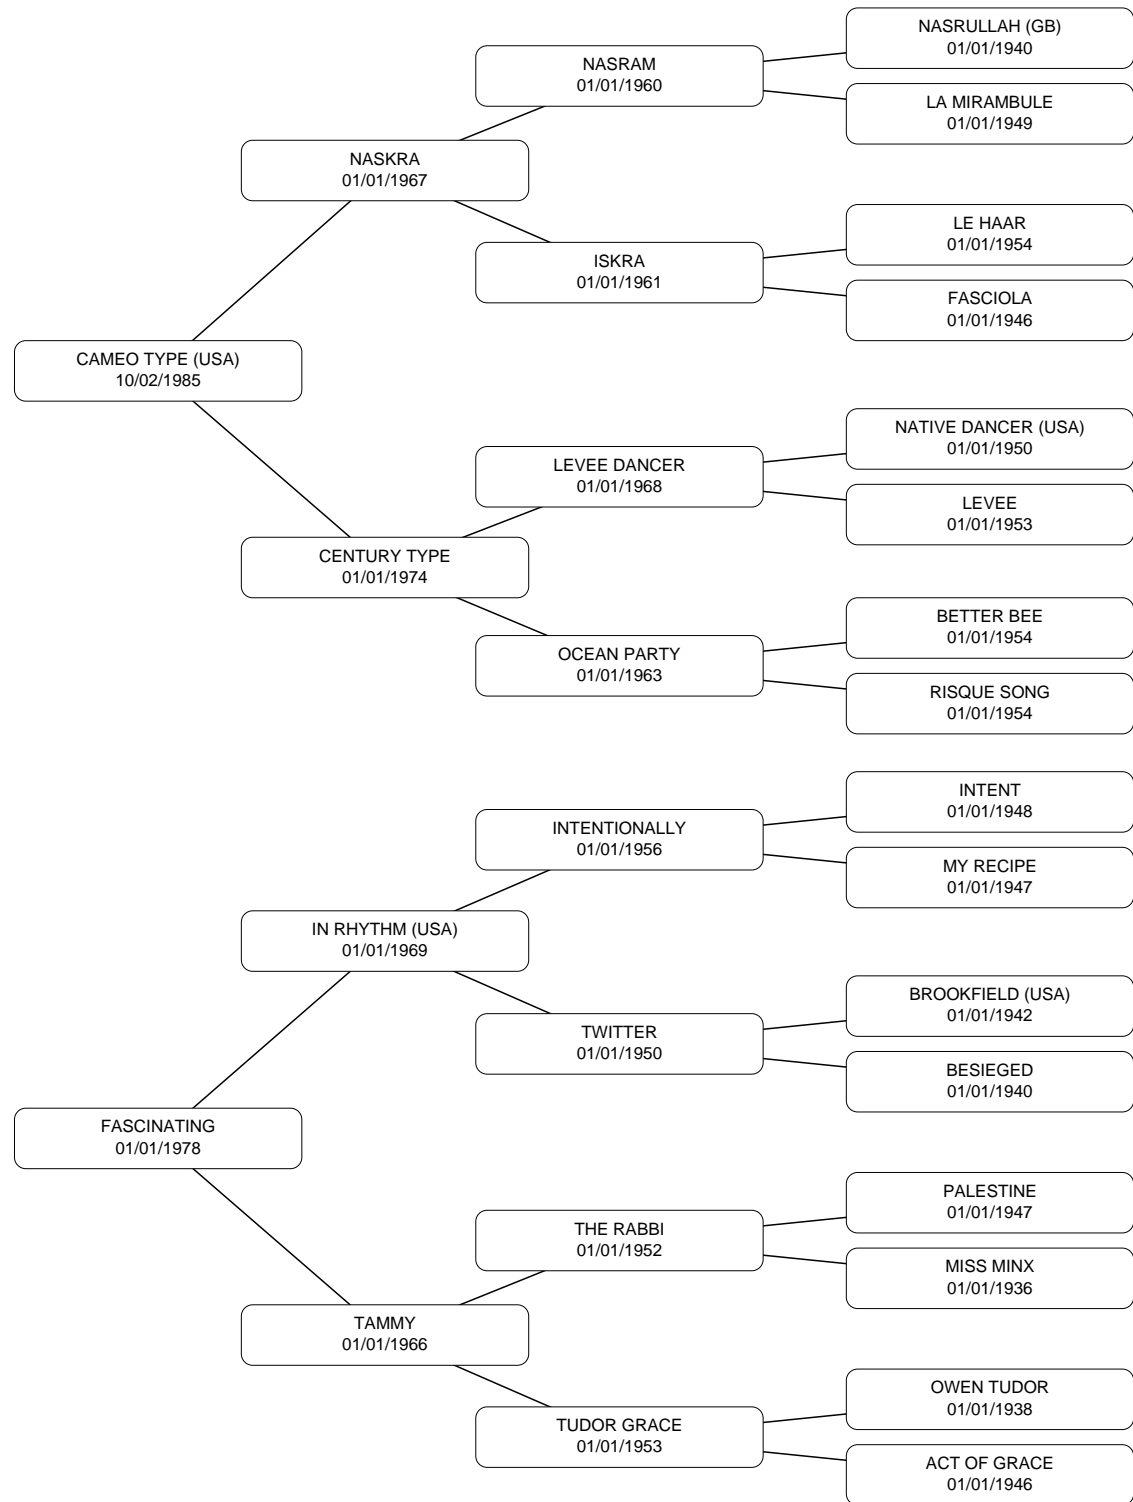 NASRULLAH (GB)
01/01/1940
NASRAM
01/01/1960
LA MIRAMBULE
01/01/1949
NASKRA
01/01/1967
LE HAAR
01/01/1954
ISKRA
01/01/1961
FASCIOLA
01/01/1946
CAMEO TYPE (USA)
10/02/1985
NATIVE DANCER (USA)
01/01/1950
LEVEE DANCER
01/01/1968
LEVEE
01/01/1953
CENTURY TYPE
01/01/1974
BETTER BEE
01/01/1954
OCEAN PARTY
01/01/1963
RISQUE SONG
01/01/1954
INTENT
01/01/1948
INTENTIONALLY
01/01/1956
MY RECIPE
01/01/1947
IN RHYTHM (USA)
01/01/1969
BROOKFIELD (USA)
01/01/1942
TWITTER
01/01/1950
BESIEGED
01/01/1940
FASCINATING
01/01/1978
PALESTINE
01/01/1947
THE RABBI
01/01/1952
MISS MINX
01/01/1936
TAMMY
01/01/1966
OWEN TUDOR
01/01/1938
TUDOR GRACE
01/01/1953
ACT OF GRACE
01/01/1946